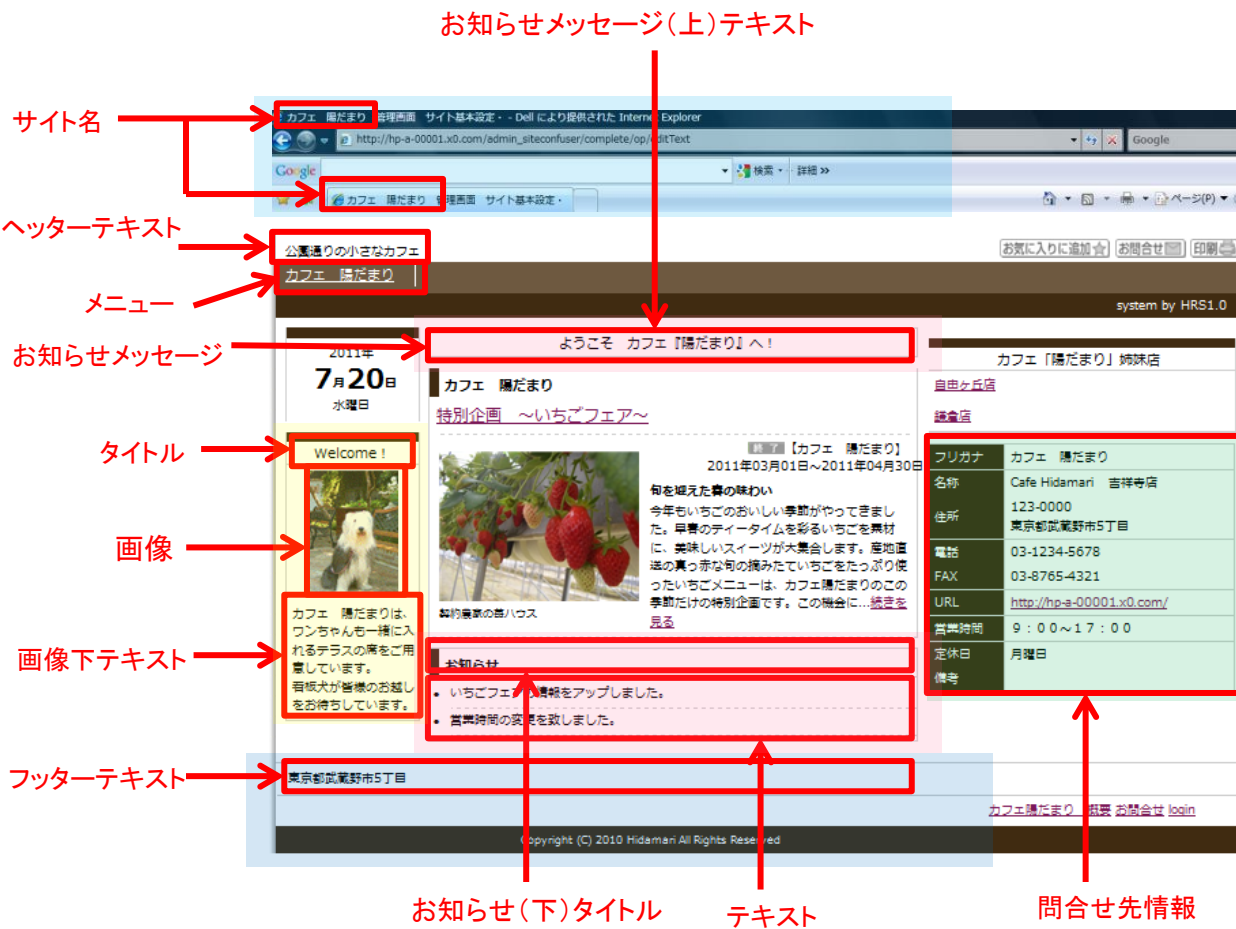 お知らせメッセージ（上）テキスト
サイト名
カフェ　陽だまり　管理画面　サイト基本設定・ - Dell により提供された Internet Explorer
http://hp-a-00001.x0.com/admin_siteconfuser/complete/op/editText
Google
Google
検索
詳細 »
カフェ　陽だまり　管理画面　サイト基本設定・
ページ(P)
ヘッターテキスト
公園通りの小さなカフェ
お気に入りに追加☆
お問合せ
印刷
カフェ　陽だまり
メニュー
system by HRS1.0
お知らせメッセージ
2011年
7月20日
水曜日
ようこそ　カフェ『陽だまり』へ！
カフェ「陽だまり」姉妹店
自由ヶ丘店
鎌倉店
カフェ　陽だまり
特別企画　～いちごフェア～
終了【カフェ　陽だまり】
2011年03月01日～2011年04月30日
旬を迎えた春の味わい
今年もいちごのおいしい季節がやってきまし
た。早春のティータイムを彩るいちごを素材
に、美味しいスイーツが大集合します。産地直
送の真っ赤な旬の摘みたていちごをたっぷり使
ったいちごメニューは、カフェ陽だまりのこの
季節だけの特別企画です。この機会に...続きを
見る
契約農家の苺ハウス
タイトル
Welcome！
画像
画像下テキスト
カフェ　陽だまりは、
ワンちゃんも一緒に入
れるテラスの席をご用
意しています。
看板犬が皆様のお越し
をお待ちしています。
フリガナ　カフェ　陽だまり
名称　Cafe Hidamari　吉祥寺店
住所　123-0000
東京都武蔵野市5丁目
電話　03-1234-5678
FAX　03-8765-4321
URL　http://hp-a-00001.x0.com/
営業時間　９：００～１７：００
定休日　月曜日
備考
お知らせ
いちごフェアの情報をアップしました。
営業時間の変更を致しました。
フッターテキスト
東京都武蔵野市5丁目
カフェ陽だまり　概要 お問合せ login
Copyright (C) 2010 Hidamari All Rights Reserved
お知らせ（下）タイトル
テキスト
問合せ先情報